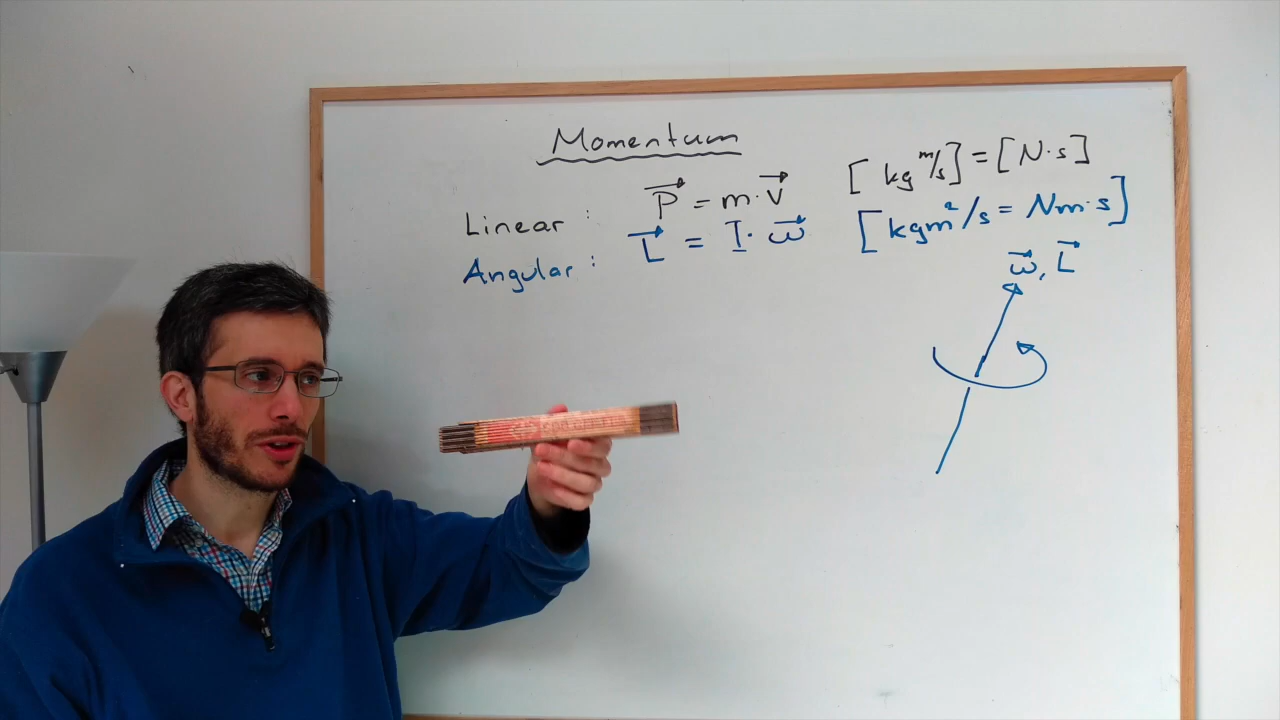 Momentum
Linear : P⃗ = m·v⃗ [kg m/s] = [N·s]
Angular : L⃗ = I·ω⃗ [kgm²/s = Nm·s]
ω⃗, L⃗